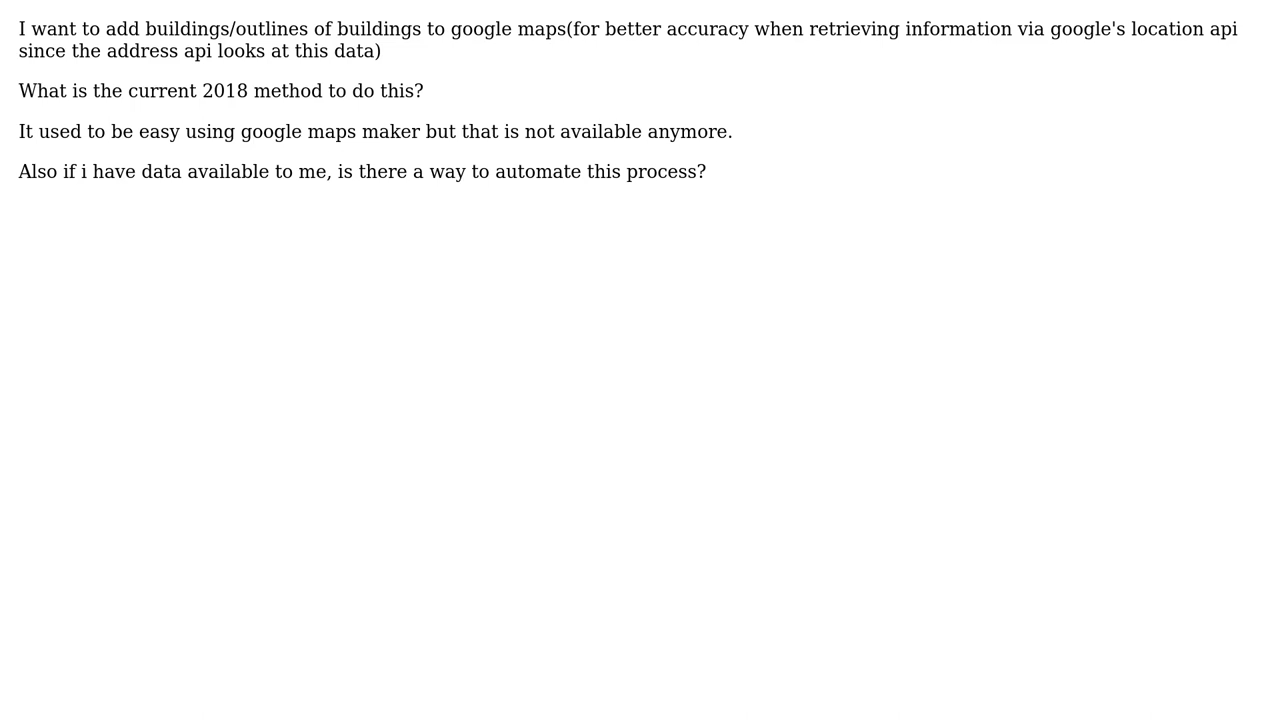 I want to add buildings/outlines of buildings to google maps(for better accuracy when retrieving information via google's location api
since the address api looks at this data)
What is the current 2018 method to do this?
It used to be easy using google maps maker but that is not available anymore.
Also if i have data available to me, is there a way to automate this process?